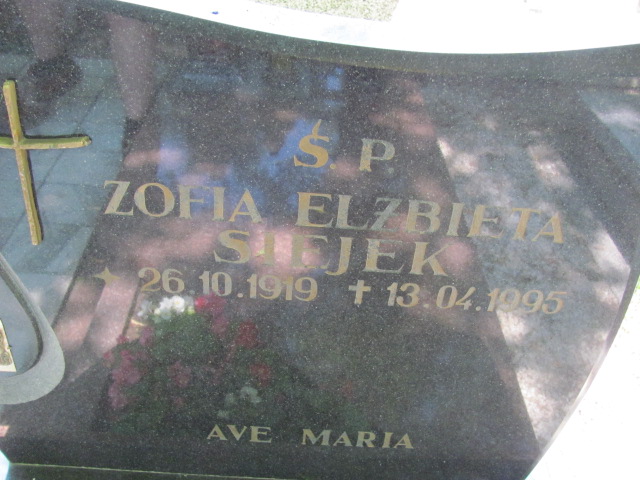 Ś.P.
ZOFIA ELŻBIETA
SIEJEK
★ 26.10.1919 ✝ 13.04.1995
AVE MARIA